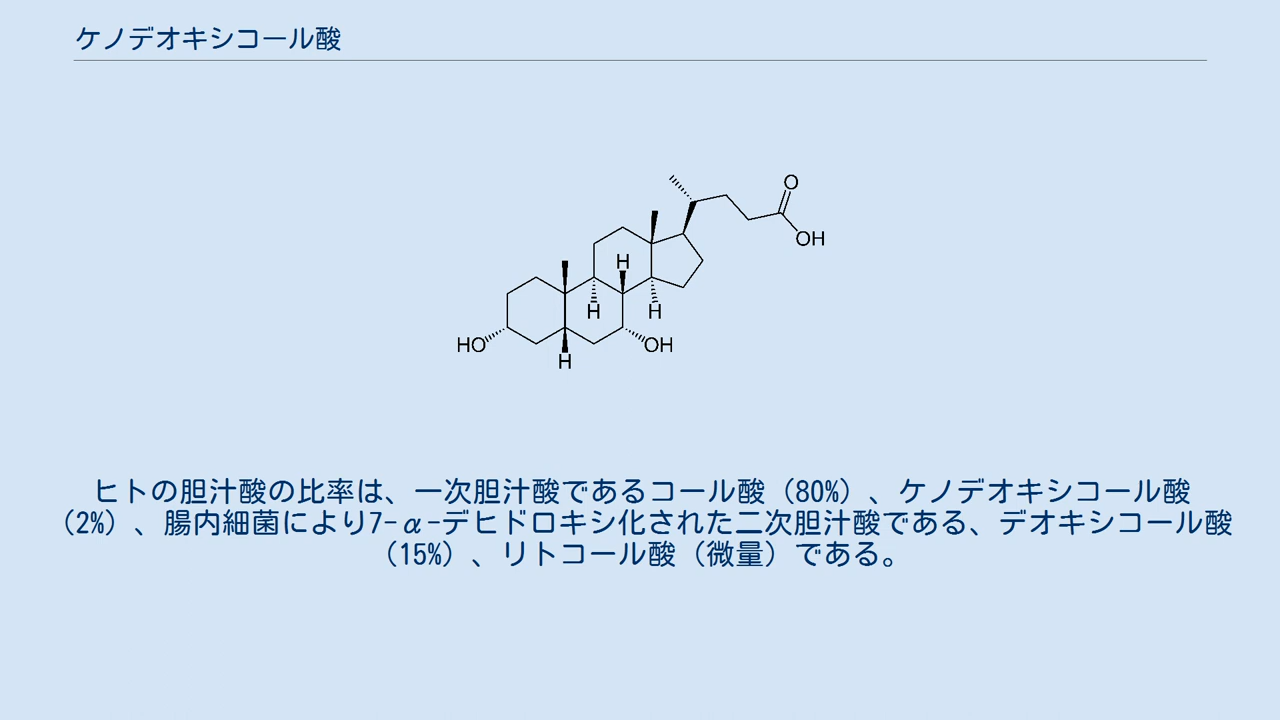 ケノデオキシコール酸
O
OH
H
H
H
HO
OH
H
ヒトの胆汁酸の比率は、一次胆汁酸であるコール酸（80%）、ケノデオキシコール酸
（2%）、腸内細菌により7-α-デヒドロキシ化された二次胆汁酸である、デオキシコール酸
（15%）、リトコール酸（微量）である。